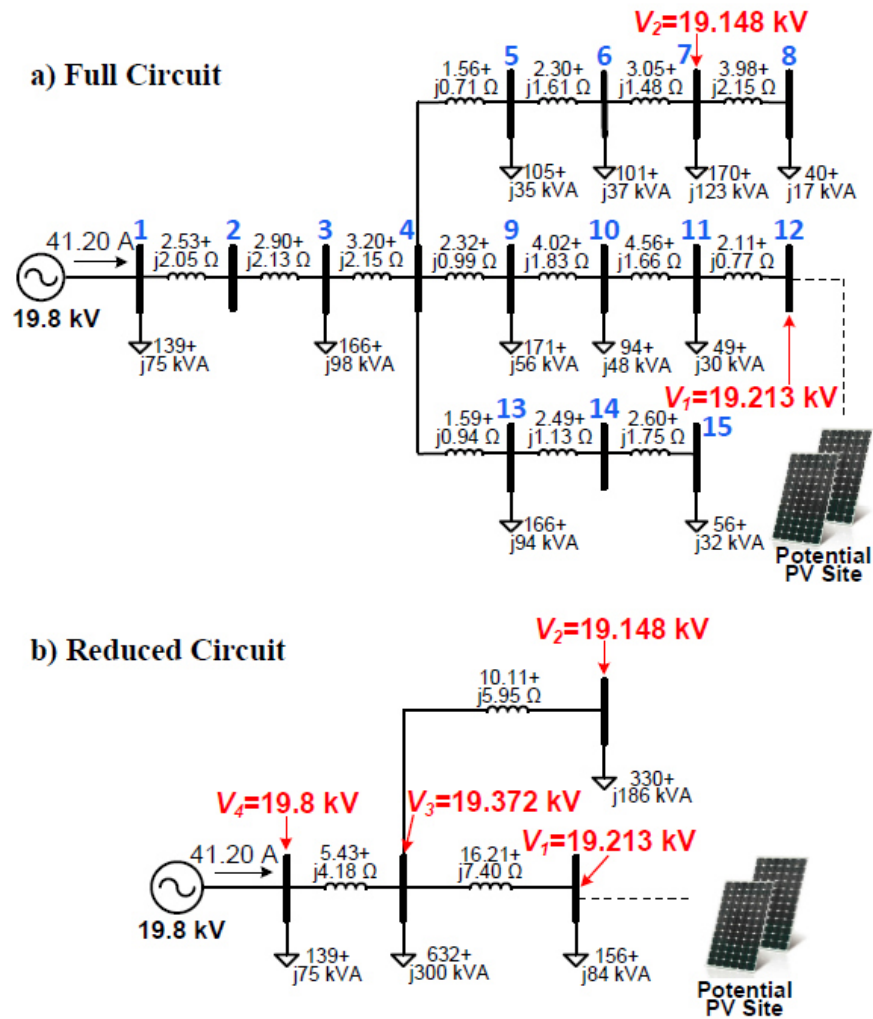 a) Full Circuit
V2=19.148 kV
5
6
7
8
1.56+
j0.71 Ω
2.30+
j1.61 Ω
3.05+
j1.48 Ω
3.98+
j2.15 Ω
105+
j35 kVA
101+
j37 kVA
170+
j123 kVA
40+
j17 kVA
41.20 A
1
2
3
4
9
10
11
12
2.53+
j2.05 Ω
2.90+
j2.13 Ω
3.20+
j2.15 Ω
2.32+
j0.99 Ω
4.02+
j1.83 Ω
4.56+
j1.66 Ω
2.11+
j0.77 Ω
19.8 kV
139+
j75 kVA
166+
j98 kVA
171+
j56 kVA
94+
j48 kVA
49+
j30 kVA
V1=19.213 kV
13
14
15
1.59+
j0.94 Ω
2.49+
j1.13 Ω
2.60+
j1.75 Ω
166+
j94 kVA
56+
j32 kVA
Potential
PV Site
b) Reduced Circuit
V2=19.148 kV
10.11+
j5.95 Ω
330+
j186 kVA
V4=19.8 kV
V3=19.372 kV
V1=19.213 kV
41.20 A
5.43+
j4.18 Ω
16.21+
j7.40 Ω
19.8 kV
139+
j75 kVA
632+
j300 kVA
156+
j84 kVA
Potential
PV Site